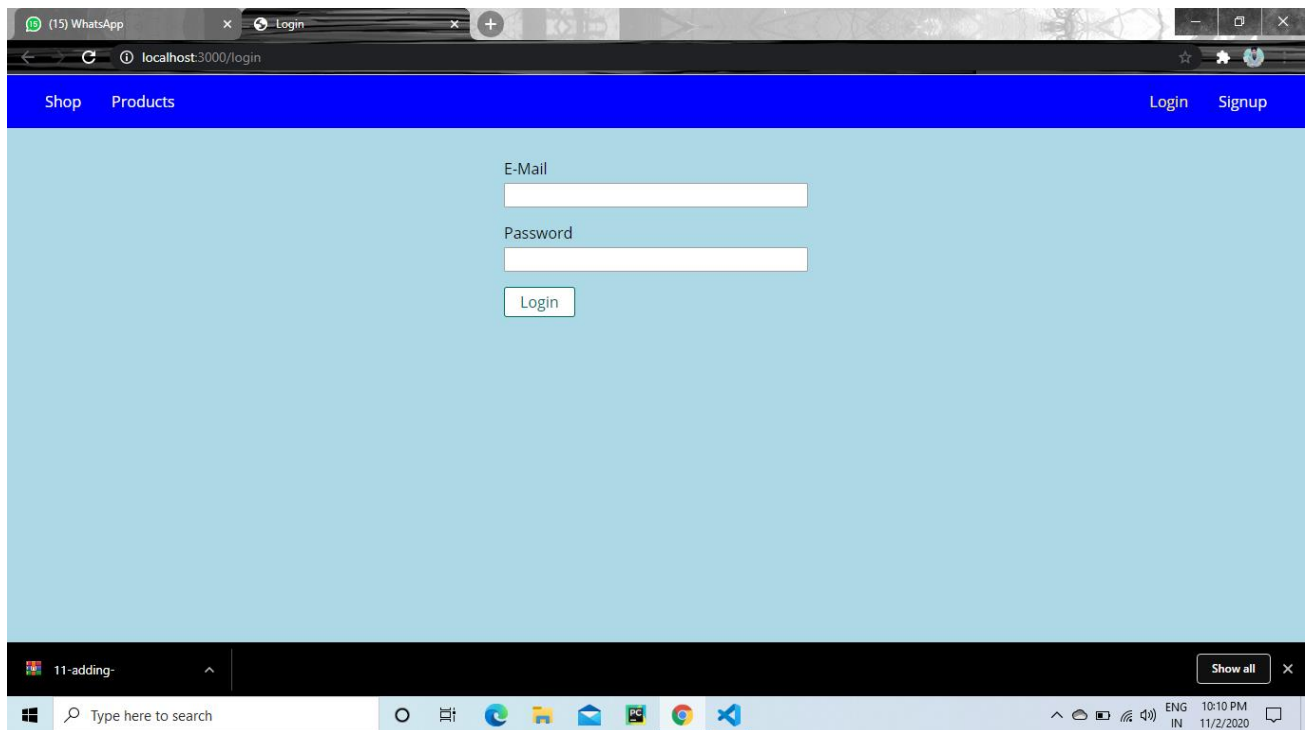 (15) WhatsApp
Login
localhost:3000/login
Shop Products Login Signup
E-Mail
Password
Login
11-adding-
Show all
Type here to search
ENG 10:10 PM
IN 11/2/2020